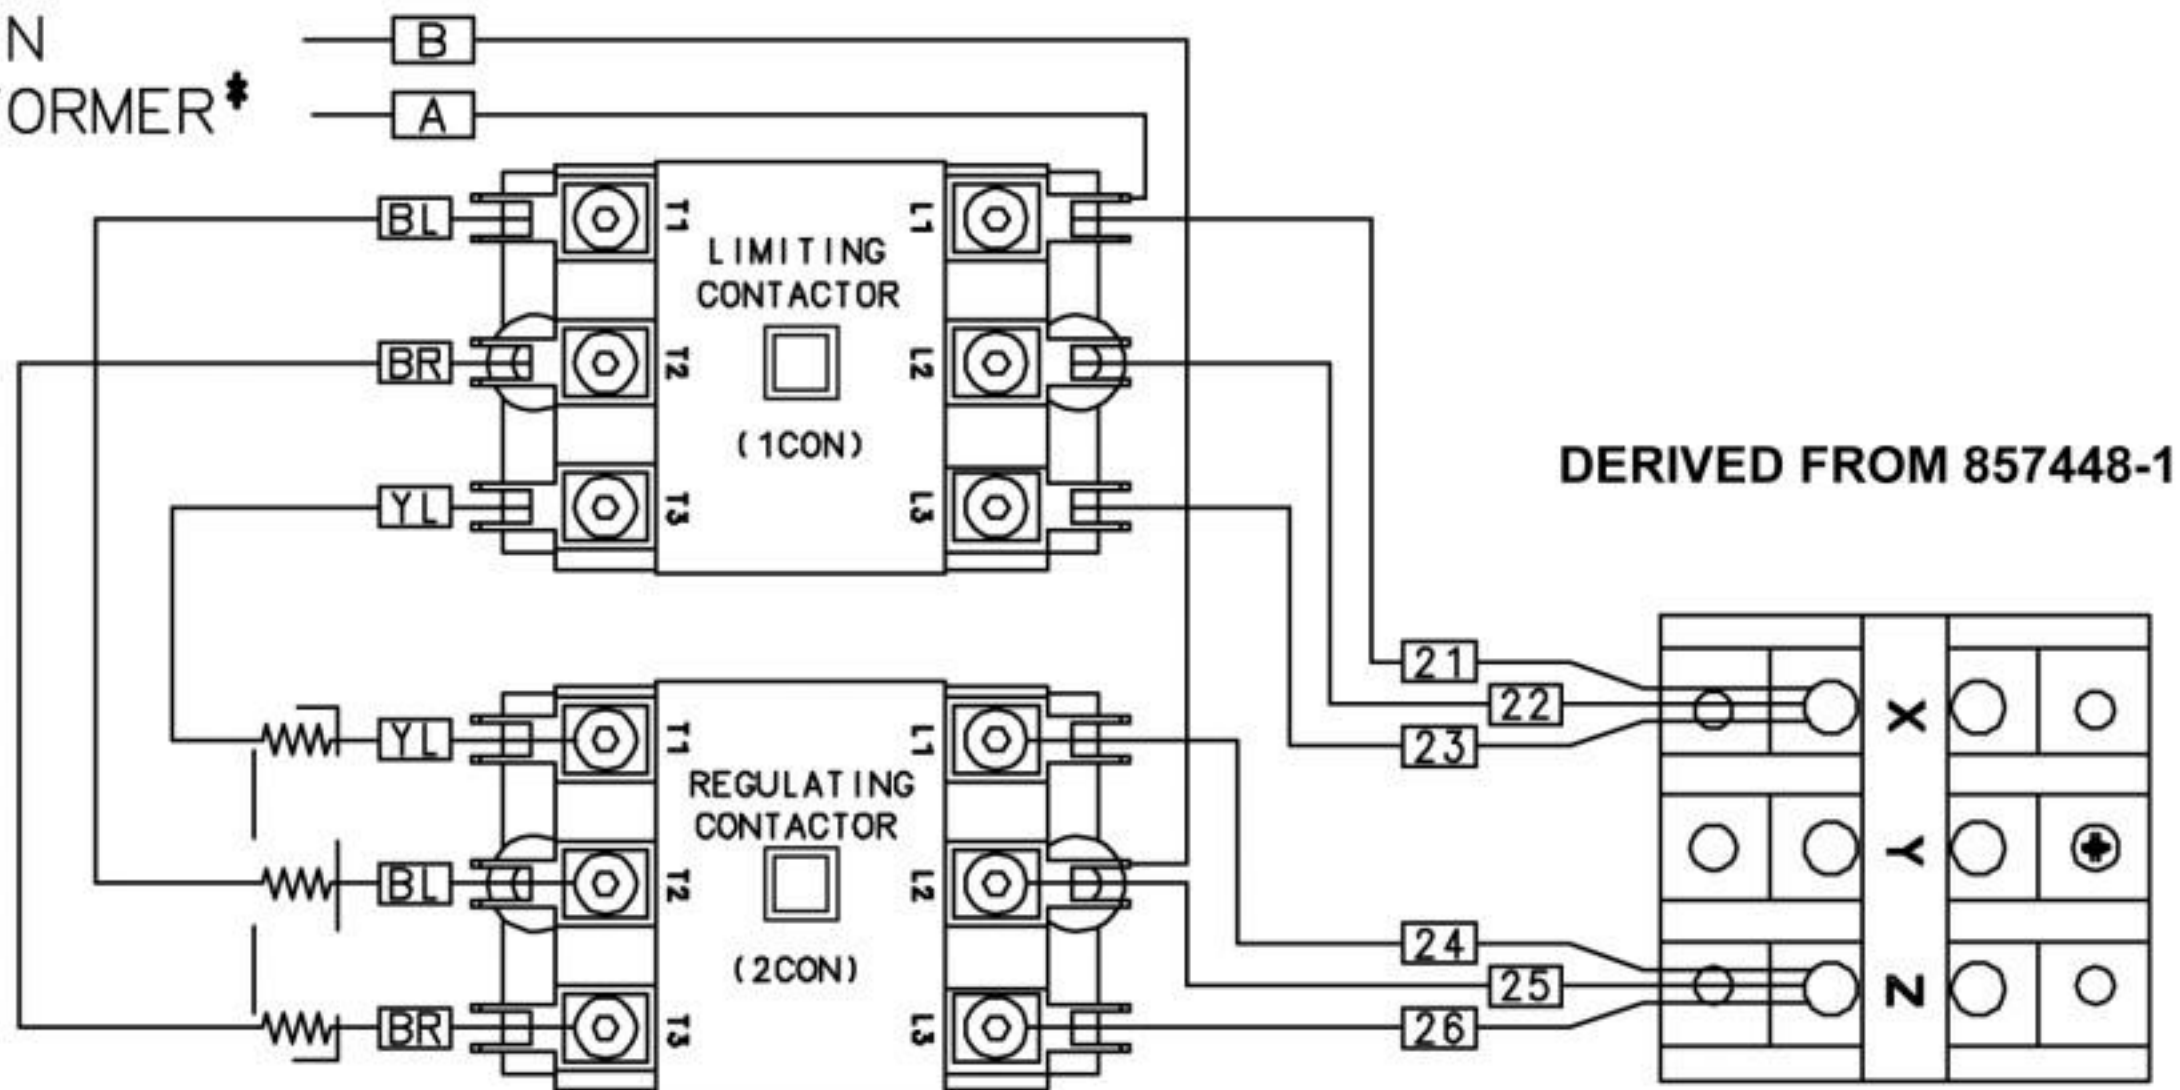 N
B
ORMER*
A
BL
T1
L1
LIMITING
CONTACTOR
BR
T2
L2
(1CON)
YL
T3
L3
DERIVED FROM 857448-1
21
22
23
X
YL
T1
L1
REGULATING
CONTACTOR
BL
T2
L2
Y
(2CON)
24
25
26
Z
BR
T3
L3